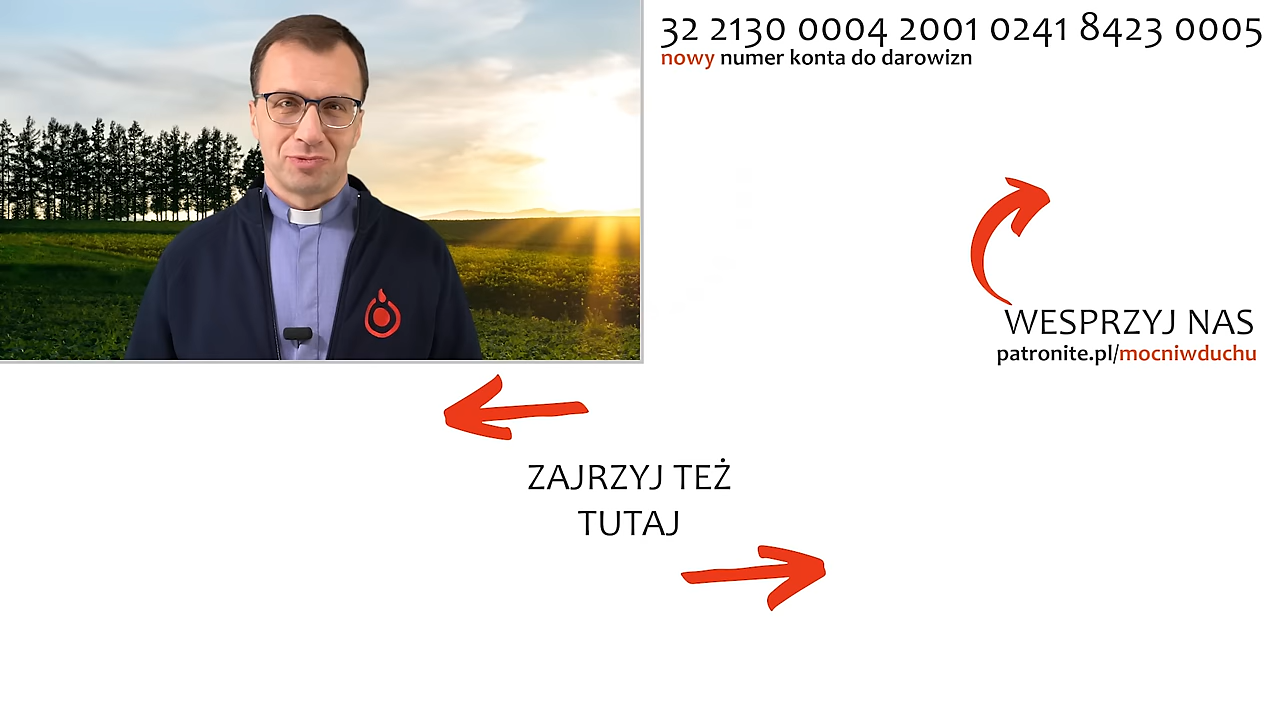 32 2130 0004 2001 0241 8423 0005
nowy numer konta do darowizn
WESPRZYJ NAS
patronite.pl/mocniwduchu
ZAJRZYJ TEŻ
TUTAJ